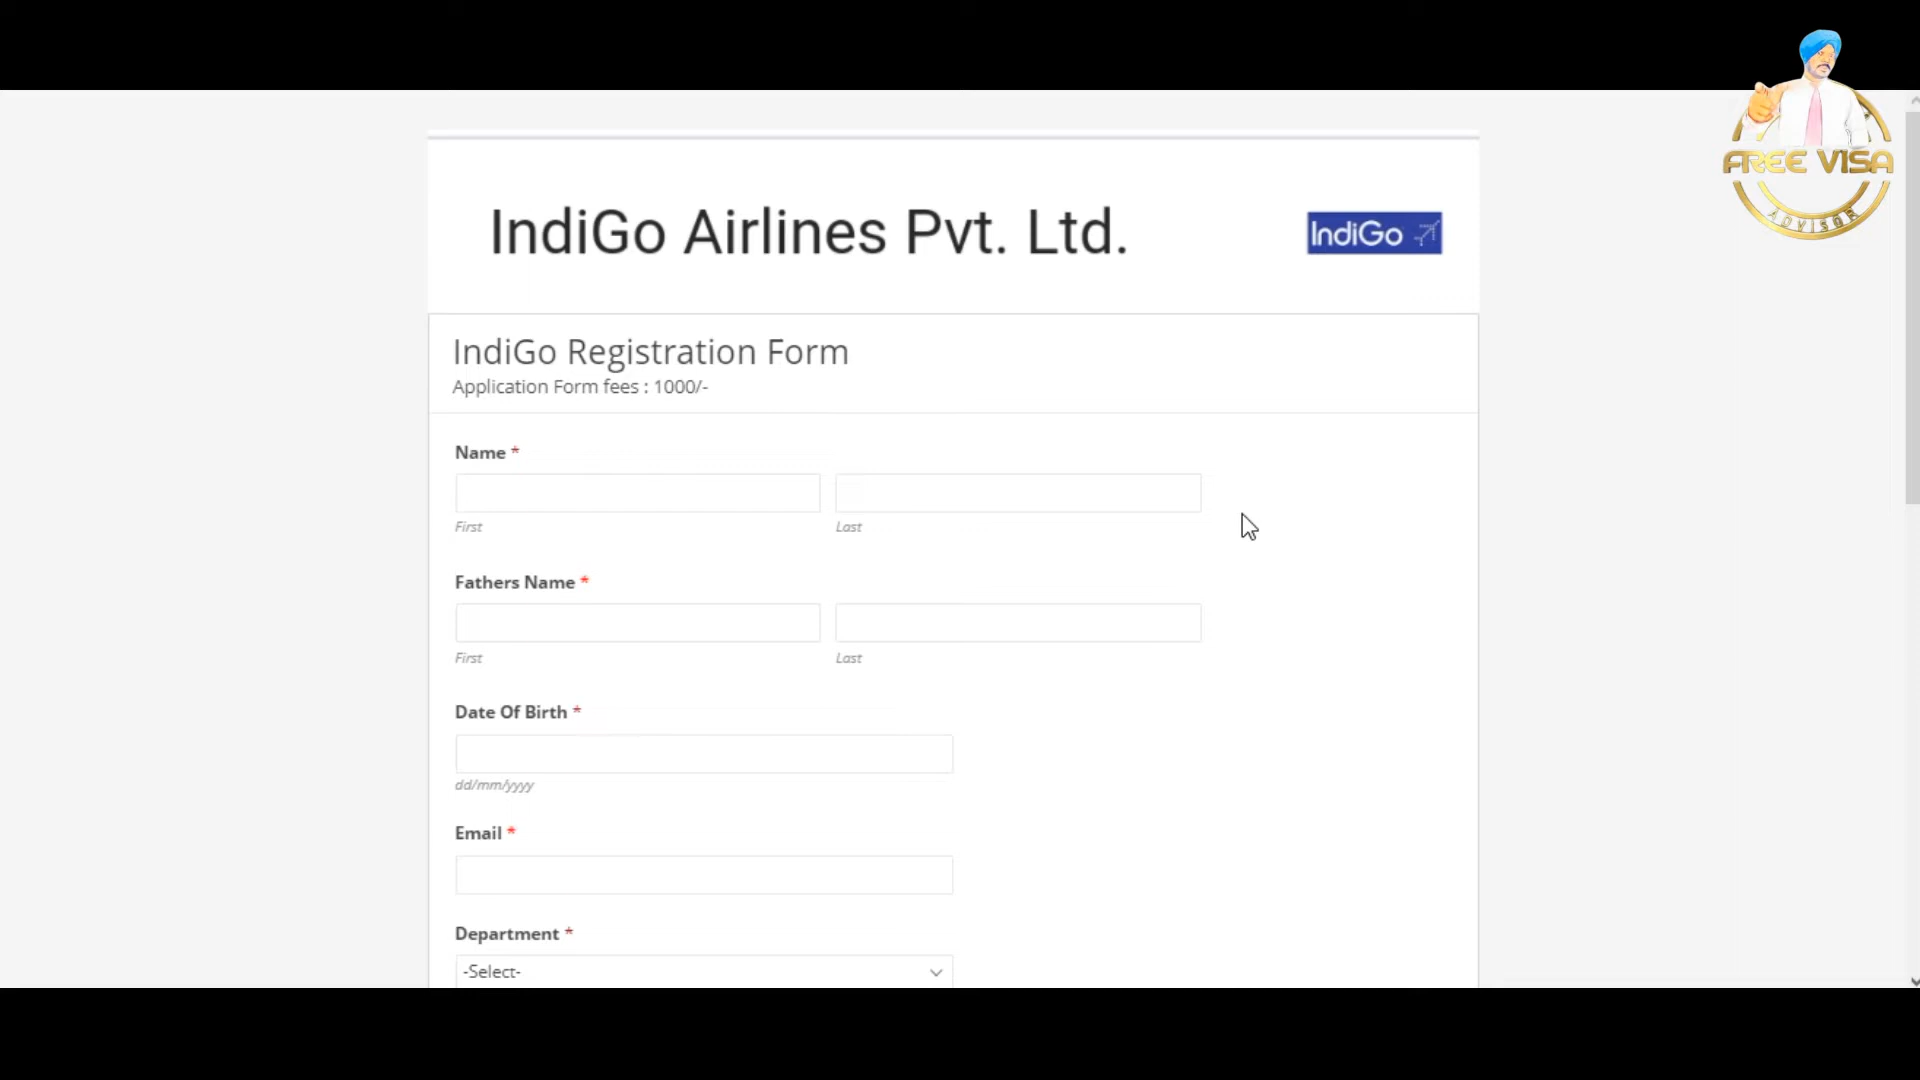 FREE VISA
ADVISOR
IndiGo Airlines Pvt. Ltd.
IndiGo
IndiGo Registration Form
Application Form fees : 1000/-
Name *
First
Last
Fathers Name *
First
Last
Date Of Birth *
dd/mm/yyyy
Email *
Department *
-Select-